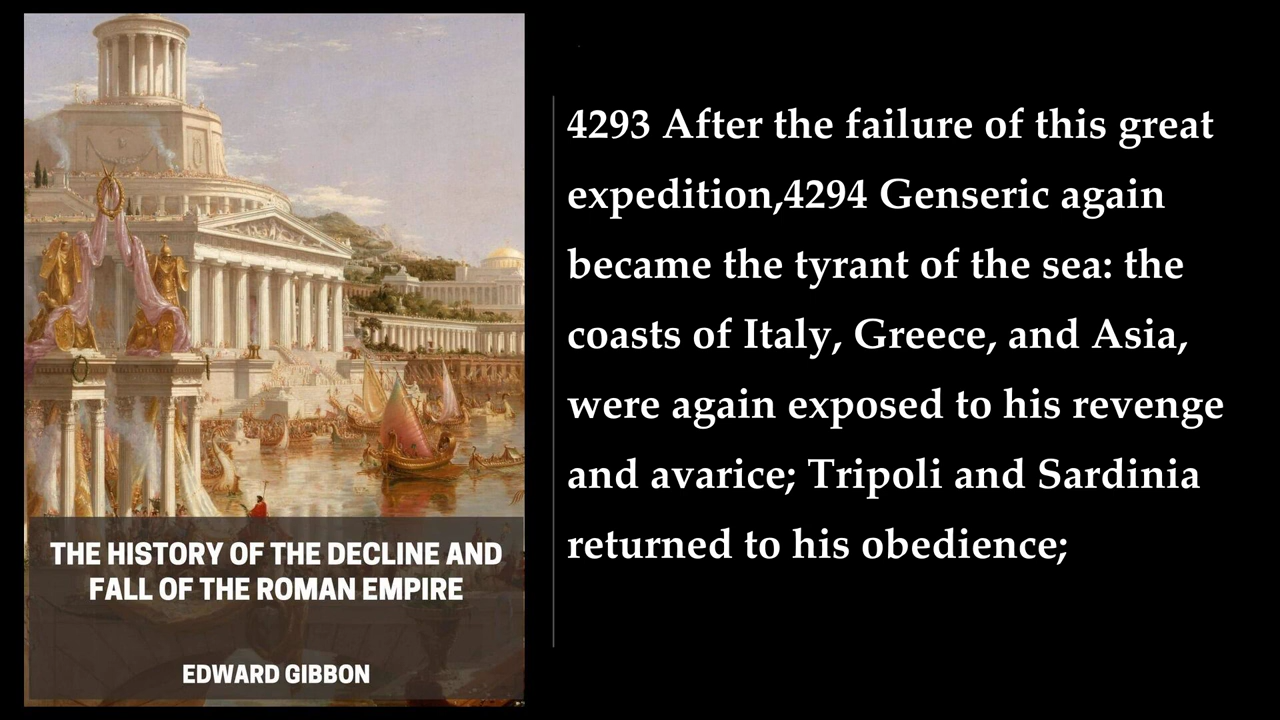 THE HISTORY OF THE DECLINE AND
FALL OF THE ROMAN EMPIRE
EDWARD GIBBON
4293 After the failure of this great
expedition,4294 Genseric again
became the tyrant of the sea: the
coasts of Italy, Greece, and Asia,
were again exposed to his revenge
and avarice; Tripoli and Sardinia
returned to his obedience;